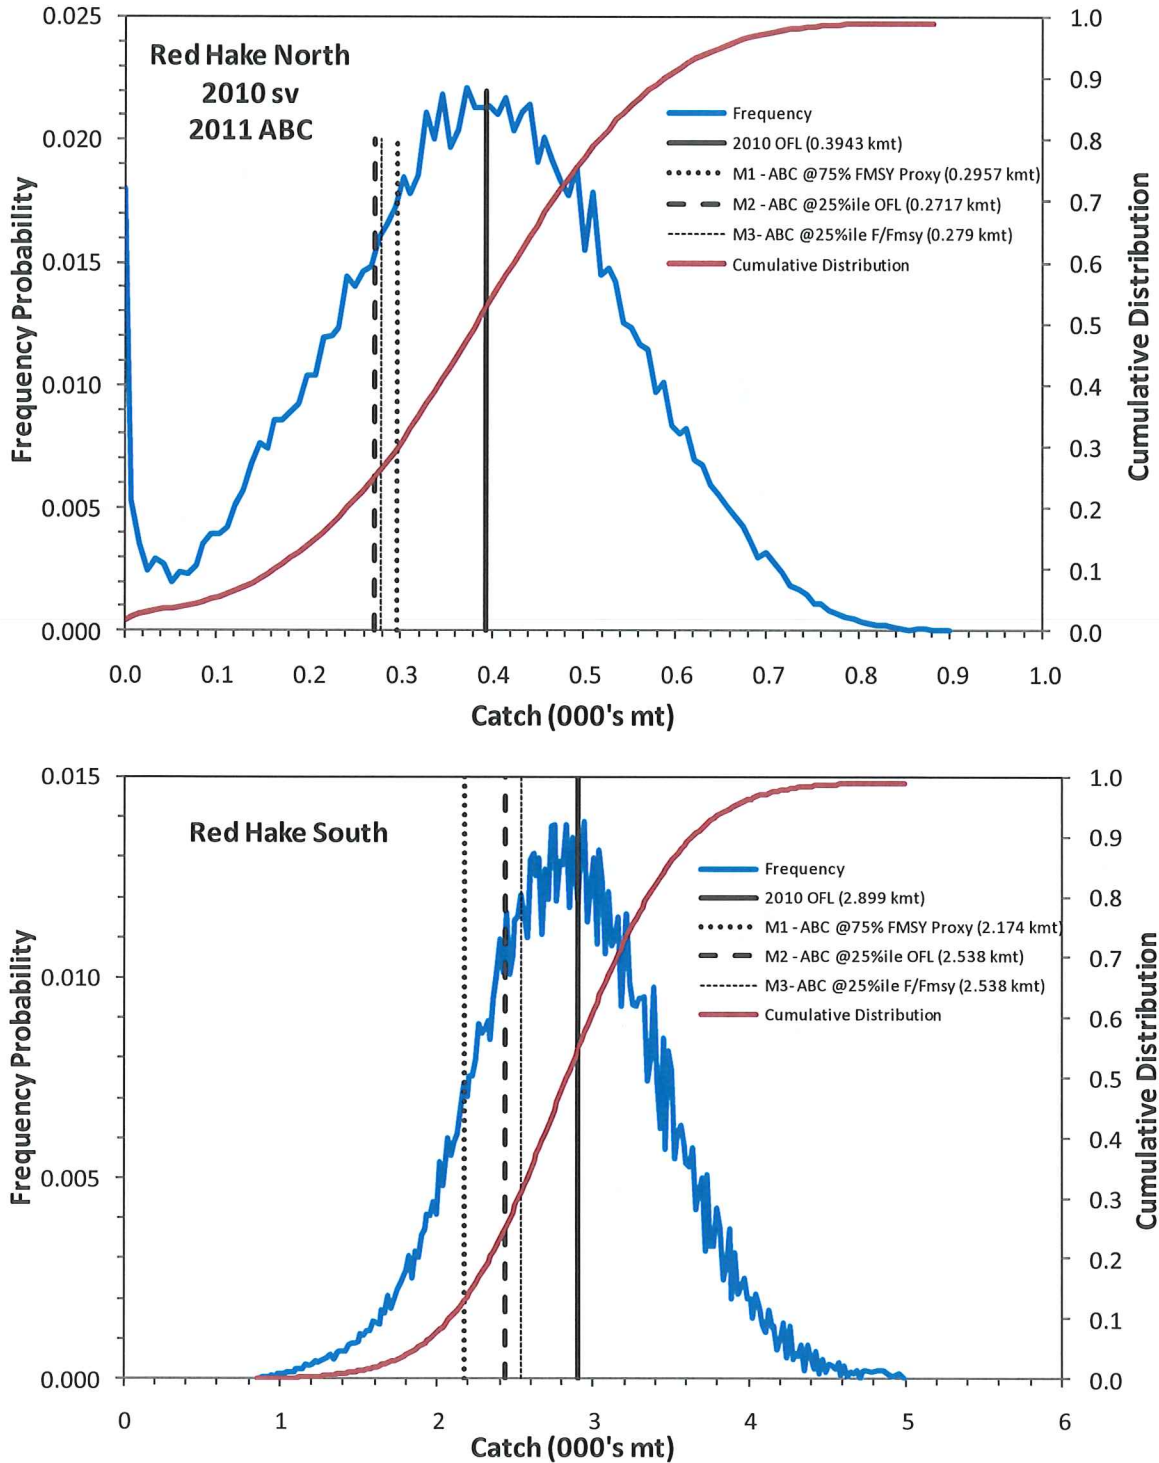 Red Hake North
2010 sv
2011 ABC
Frequency Probability
0.025
0.020
0.015
0.010
0.005
0.000
Frequency
2010 OFL (0.3943 kmt)
M1 - ABC @75% FMSY Proxy (0.2957 kmt)
M2 - ABC @25%ile OFL (0.2717 kmt)
M3- ABC @25%ile F/Fmsy (0.279 kmt)
Cumulative Distribution
1.0
0.9
0.8
0.7
0.6
0.5
0.4
0.3
0.2
0.1
0.0
Cumulative Distribution
0.0 0.1 0.2 0.3 0.4 0.5 0.6 0.7 0.8 0.9 1.0
Catch (000's mt)
Red Hake South
Frequency Probability
0.015
0.010
0.005
0.000
Frequency
2010 OFL (2.899 kmt)
M1 - ABC @75% FMSY Proxy (2.174 kmt)
M2 - ABC @25%ile OFL (2.538 kmt)
M3- ABC @25%ile F/Fmsy (2.538 kmt)
Cumulative Distribution
1.0
0.9
0.8
0.7
0.6
0.5
0.4
0.3
0.2
0.1
0.0
Cumulative Distribution
0 1 2 3 4 5 6
Catch (000's mt)